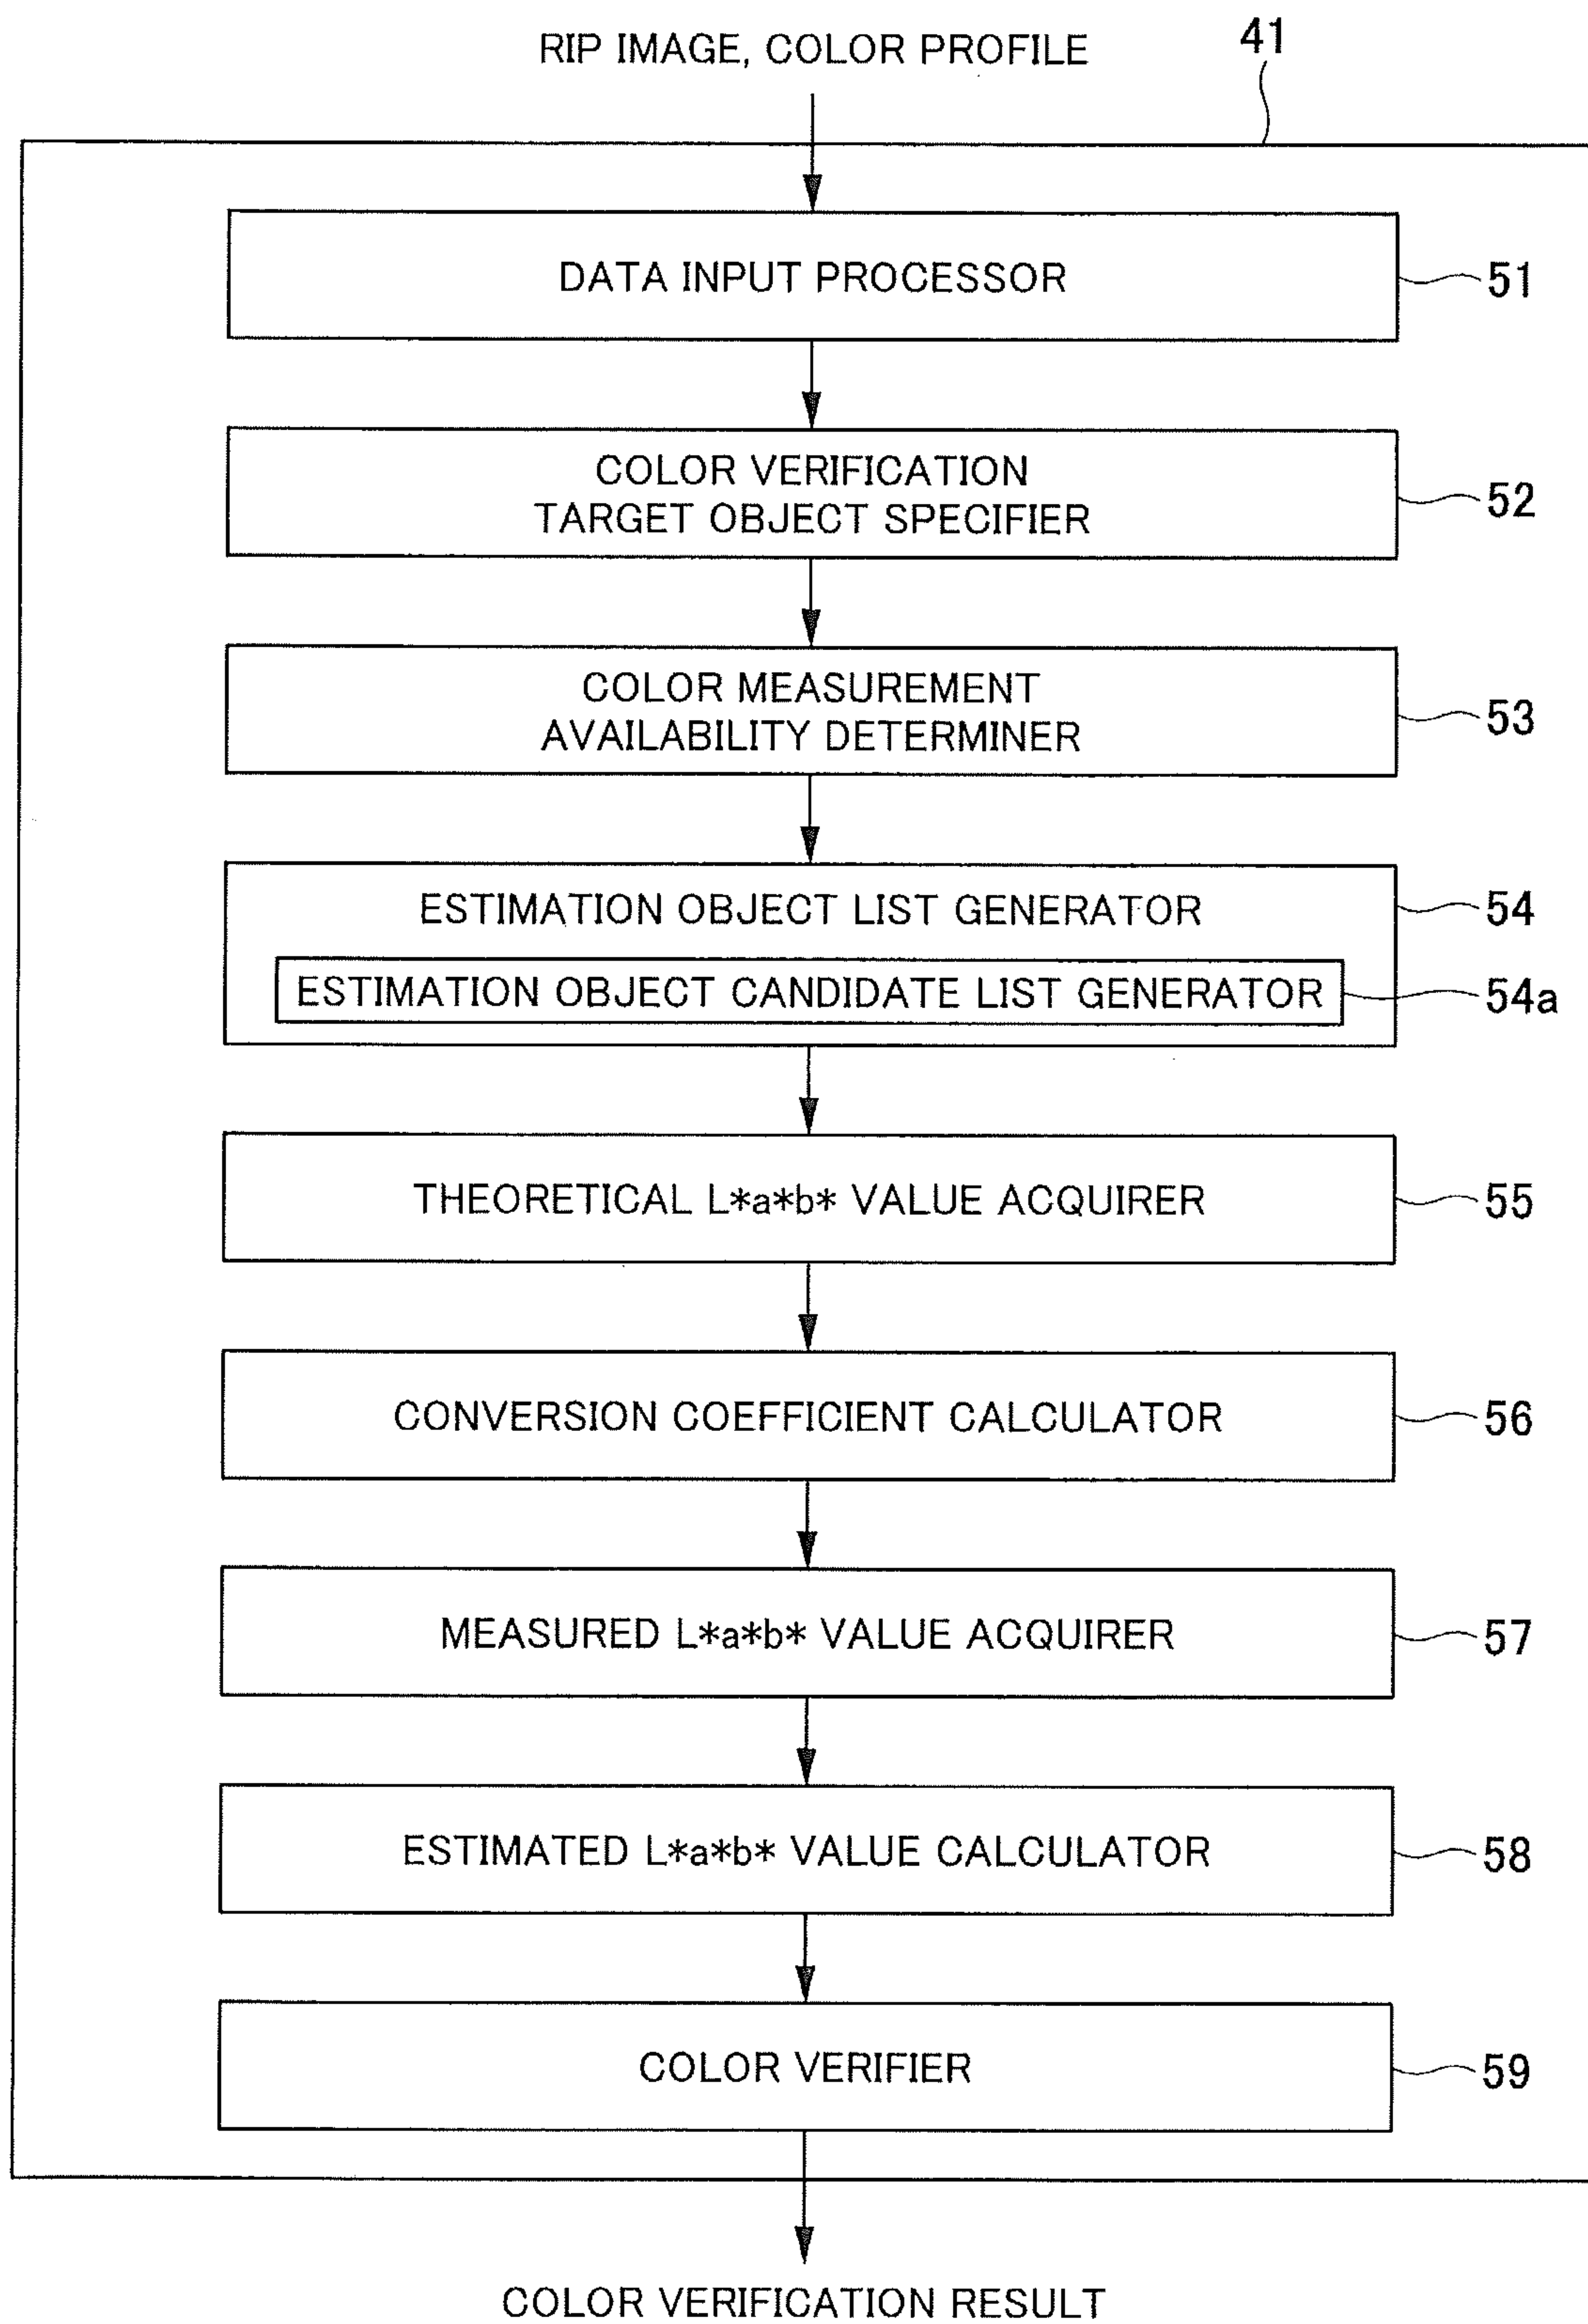 RIP IMAGE, COLOR PROFILE
41
DATA INPUT PROCESSOR
51
COLOR VERIFICATION
TARGET OBJECT SPECIFIER
52
COLOR MEASUREMENT
AVAILABILITY DETERMINER
53
ESTIMATION OBJECT LIST GENERATOR
54
ESTIMATION OBJECT CANDIDATE LIST GENERATOR
54a
THEORETICAL L*a*b* VALUE ACQUIRER
55
CONVERSION COEFFICIENT CALCULATOR
56
MEASURED L*a*b* VALUE ACQUIRER
57
ESTIMATED L*a*b* VALUE CALCULATOR
58
COLOR VERIFIER
59
COLOR VERIFICATION RESULT